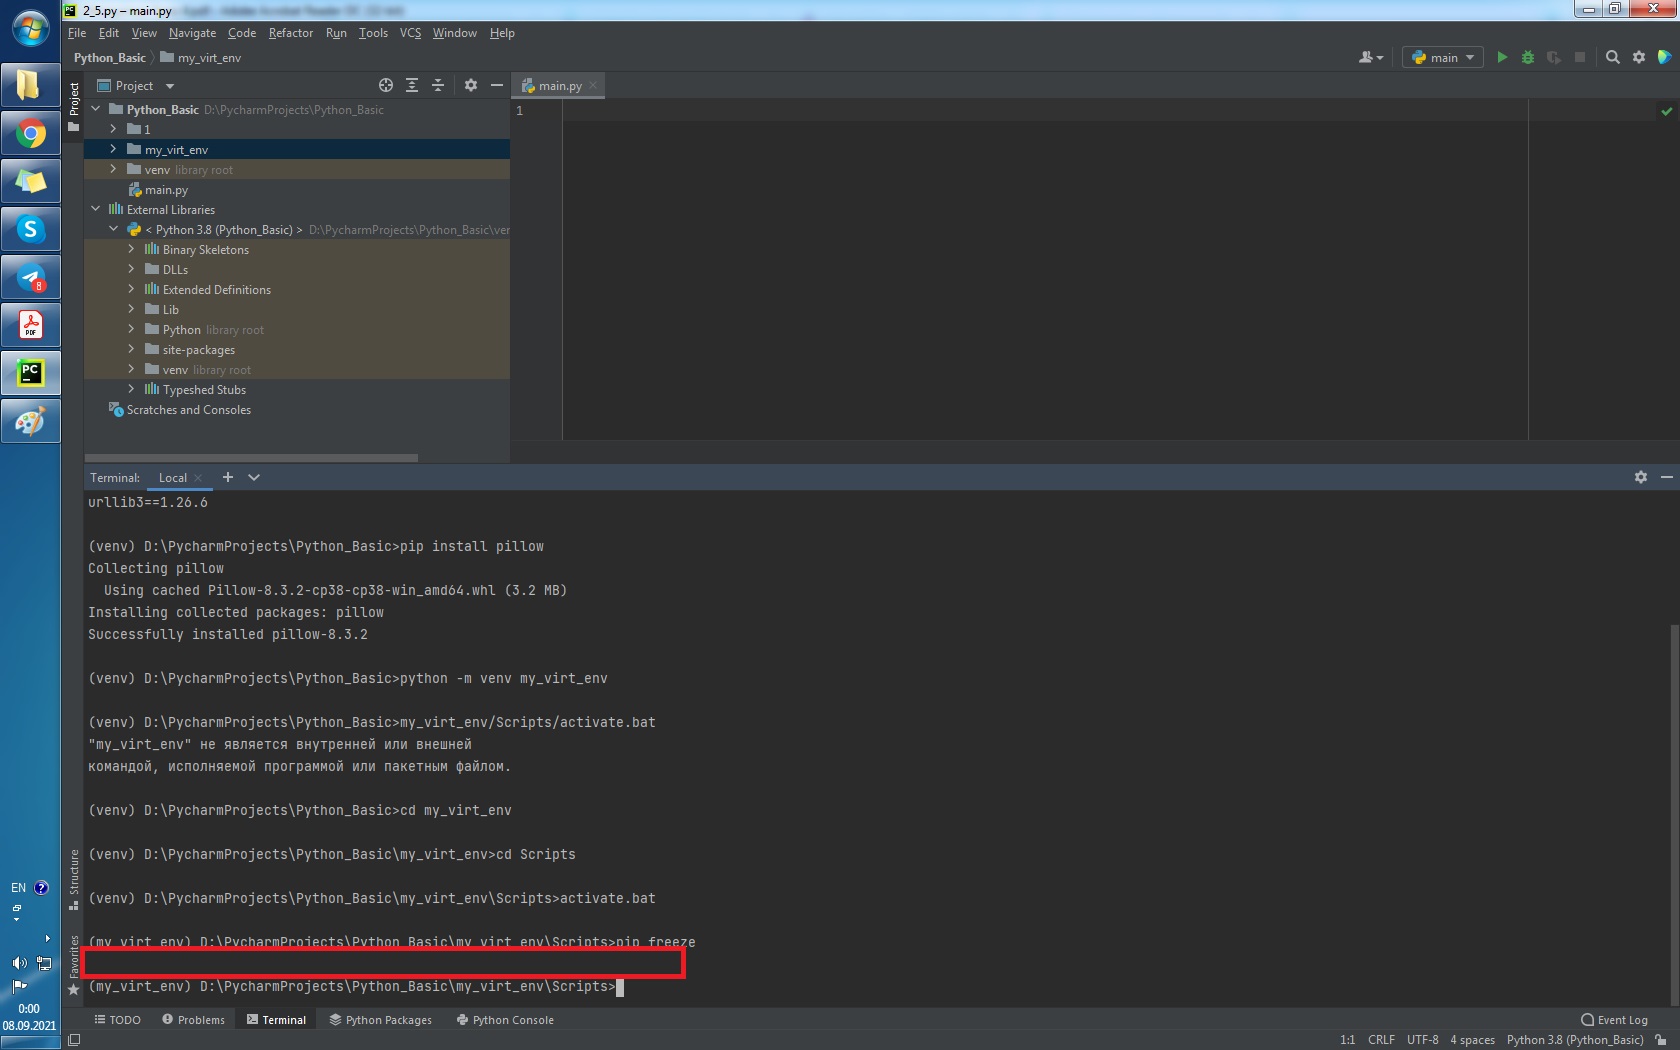 2_5.py – main.py
File Edit View Navigate Code Refactor Run Tools VCS Window Help
Python_Basic my_virt_env
main
Project
Project
main.py
Python_Basic D:\PycharmProjects\Python_Basic
1
1
my_virt_env
venv library root
main.py
External Libraries
< Python 3.8 (Python_Basic) > D:\PycharmProjects\Python_Basic\ver
Binary Skeletons
DLLs
Extended Definitions
Lib
Python library root
site-packages
venv library root
Typeshed Stubs
Scratches and Consoles
S
8
PDF
PC
Terminal: Local
urllib3==1.26.6
(venv) D:\PycharmProjects\Python_Basic>pip install pillow
Collecting pillow
Using cached Pillow-8.3.2-cp38-cp38-win_amd64.whl (3.2 MB)
Installing collected packages: pillow
Successfully installed pillow-8.3.2
(venv) D:\PycharmProjects\Python_Basic>python -m venv my_virt_env
(venv) D:\PycharmProjects\Python_Basic>my_virt_env/Scripts/activate.bat
"my_virt_env" не является внутренней или внешней
командой, исполняемой программой или пакетным файлом.
(venv) D:\PycharmProjects\Python_Basic>cd my_virt_env
(venv) D:\PycharmProjects\Python_Basic\my_virt_env>cd Scripts
(venv) D:\PycharmProjects\Python_Basic\my_virt_env\Scripts>activate.bat
(my_virt_env) D:\PycharmProjects\Python_Basic\my_virt_env\Scripts>pip freeze
(my_virt_env) D:\PycharmProjects\Python_Basic\my_virt_env\Scripts>
Structure
Favorites
EN
0:00
08.09.2021
TODO Problems Terminal Python Packages Python Console Event Log
1:1 CRLF UTF-8 4 spaces Python 3.8 (Python_Basic)